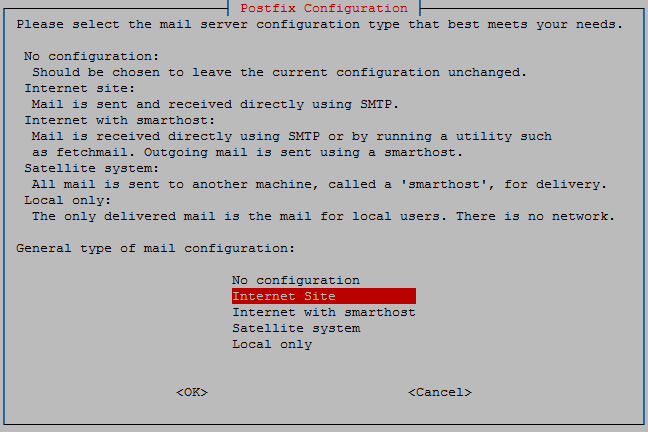 Postfix Configuration
Please select the mail server configuration type that best meets your needs.
No configuration:
Should be chosen to leave the current configuration unchanged.
Internet site:
Mail is sent and received directly using SMTP.
Internet with smarthost:
Mail is received directly using SMTP or by running a utility such
as fetchmail. Outgoing mail is sent using a smarthost.
Satellite system:
All mail is sent to another machine, called a 'smarthost', for delivery.
Local only:
The only delivered mail is the mail for local users. There is no network.
General type of mail configuration:
No configuration
Internet Site
Internet with smarthost
Satellite system
Local only
<OK> <Cancel>